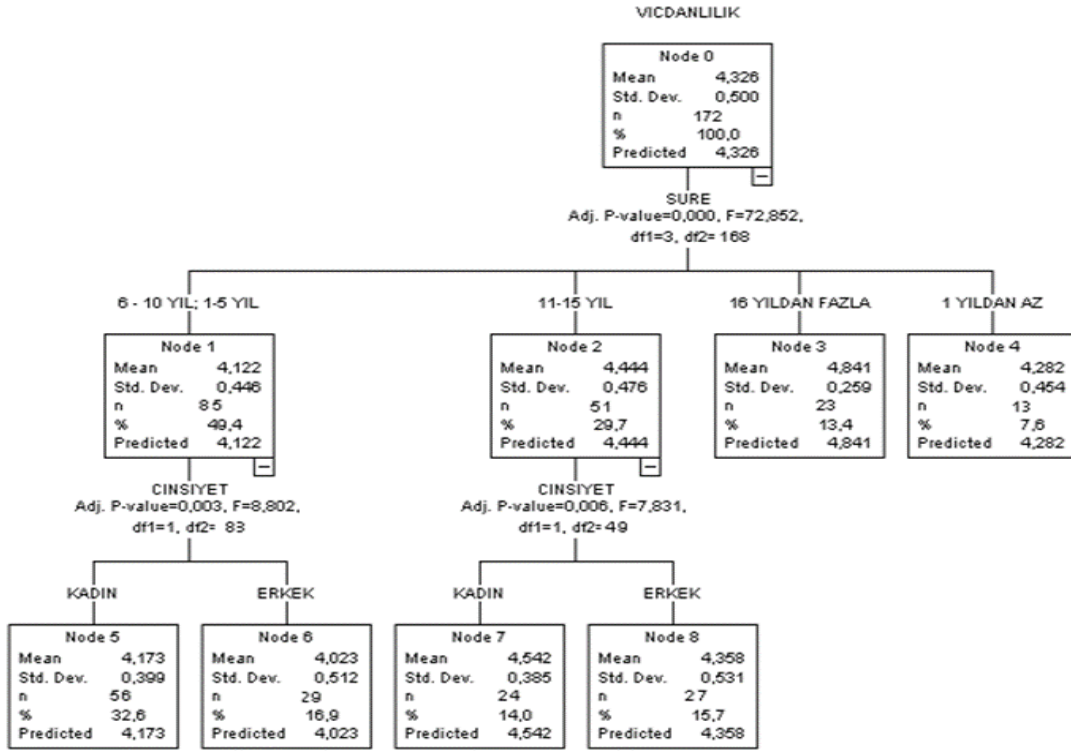 VICDANLILIK
Node 0
Mean 4,326
Std. Dev. 0,500
n 172
% 100,0
Predicted 4,326
SURE
Adj. P-value=0,000, F=72,852,
df1=3, df2= 168
6 - 10 YIL; 1-5 YIL
Node 1
Mean 4,122
Std. Dev. 0,446
n 85
% 49,4
Predicted 4,122
11-15 YIL
Node 2
Mean 4,444
Std. Dev. 0,476
n 51
% 29,7
Predicted 4,444
16 YILDAN FAZLA
Node 3
Mean 4,841
Std. Dev. 0,259
n 23
% 13,4
Predicted 4,841
1 YILDAN AZ
Node 4
Mean 4,282
Std. Dev. 0,454
n 13
% 7,6
Predicted 4,282
CINSIYET
Adj. P-value=0,003, F=8,802,
df1=1, df2= 83
CINSIYET
Adj. P-value=0,006, F=7,831,
df1=1, df2= 49
KADIN
Node 5
Mean 4,173
Std. Dev. 0,399
n 56
% 32,6
Predicted 4,173
ERKEK
Node 6
Mean 4,023
Std. Dev. 0,512
n 29
% 16,9
Predicted 4,023
KADIN
Node 7
Mean 4,542
Std. Dev. 0,385
n 24
% 14,0
Predicted 4,542
ERKEK
Node 8
Mean 4,358
Std. Dev. 0,531
n 27
% 15,7
Predicted 4,358